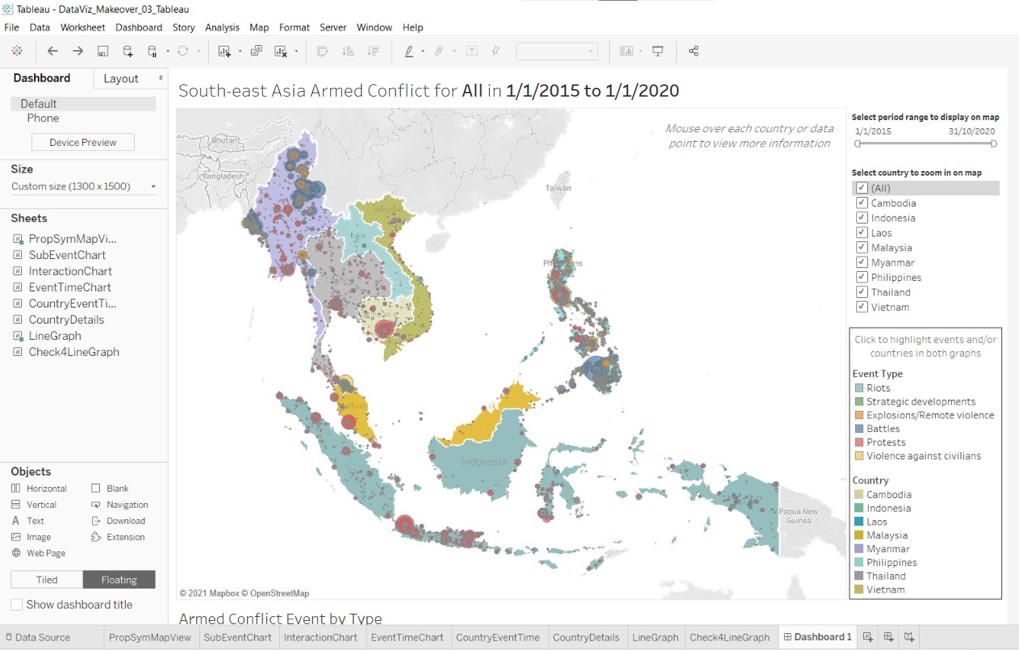 Tableau - DataViz_Makeover_03_Tableau
File Data Worksheet Dashboard Story Analysis Map Format Server Window Help
Dashboard Layout
Default
Phone
Device Preview
Size
Custom size (1300 x 1500)
Sheets
PropSymMapVi...
SubEventChart
InteractionChart
EventTimeChart
CountryEventTi...
CountryDetails
LineGraph
Check4LineGraph
Objects
Horizontal Blank
Vertical Navigation
Text Download
Image Extension
Web Page
Tiled Floating
Show dashboard title
South-east Asia Armed Conflict for All in 1/1/2015 to 1/1/2020
Mouse over each country or data
point to view more information
Bhutan
Bangladesh
Taiwan
Laos
Indonesia
Papua New
Guinea
© 2021 Mapbox © OpenStreetMap
Armed Conflict Event by Type
Select period range to display on map
1/1/2015 31/10/2020
Select country to zoom in on map
(All)
Cambodia
Indonesia
Laos
Malaysia
Myanmar
Philippines
Thailand
Vietnam
Click to highlight events and/or
countries in both graphs
Event Type
Riots
Strategic developments
Explosions/Remote violence
Battles
Protests
Violence against civilians
Country
Cambodia
Indonesia
Laos
Malaysia
Myanmar
Philippines
Thailand
Vietnam
Data Source PropSymMapView SubEventChart InteractionChart EventTimeChart CountryEventTime CountryDetails LineGraph Check4LineGraph Dashboard 1